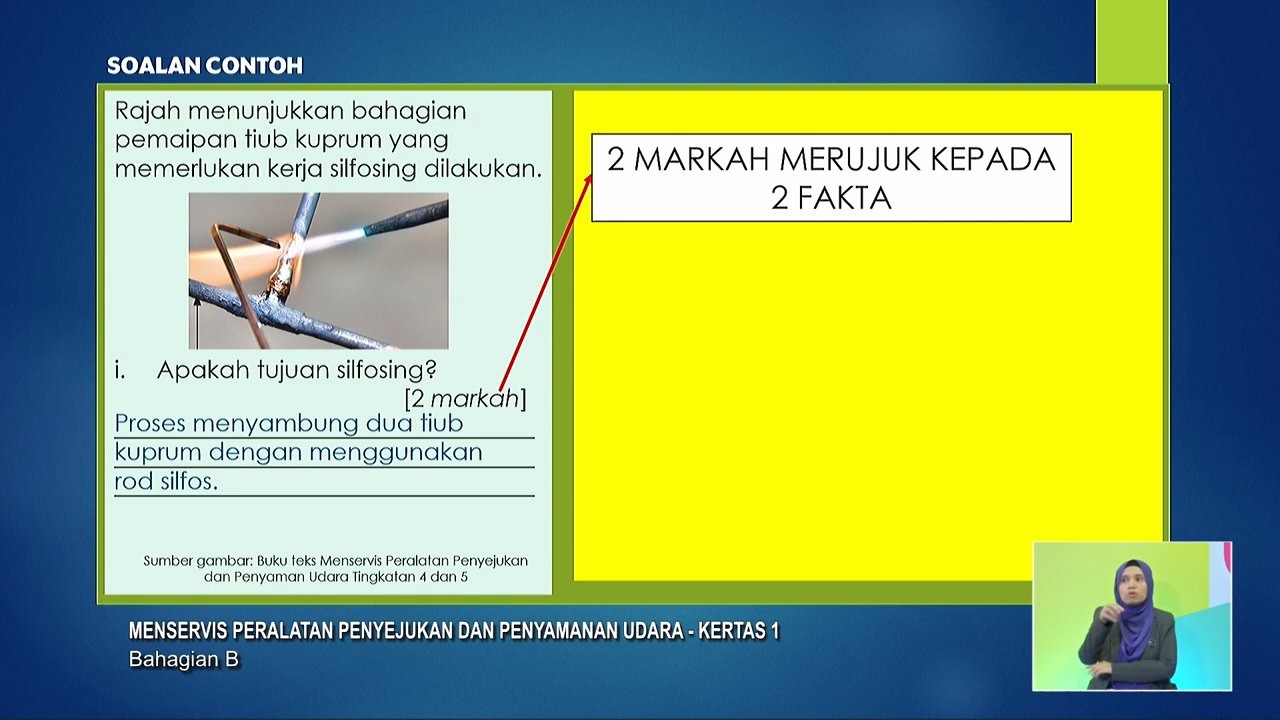 SOALAN CONTOH
Rajah menunjukkan bahagian
pemaipan tiub kuprum yang
memerlukan kerja silfosing dilakukan.
i. Apakah tujuan silfosing?
[2 markah]
Proses menyambung dua tiub
kuprum dengan menggunakan
rod silfos.
Sumber gambar: Buku teks Menservis Peralatan Penyejukan
dan Penyaman Udara Tingkatan 4 dan 5
2 MARKAH MERUJUK KEPADA
2 FAKTA
MENSERVIS PERALATAN PENYEJUKAN DAN PENYAMANAN UDARA - KERTAS 1
Bahagian B